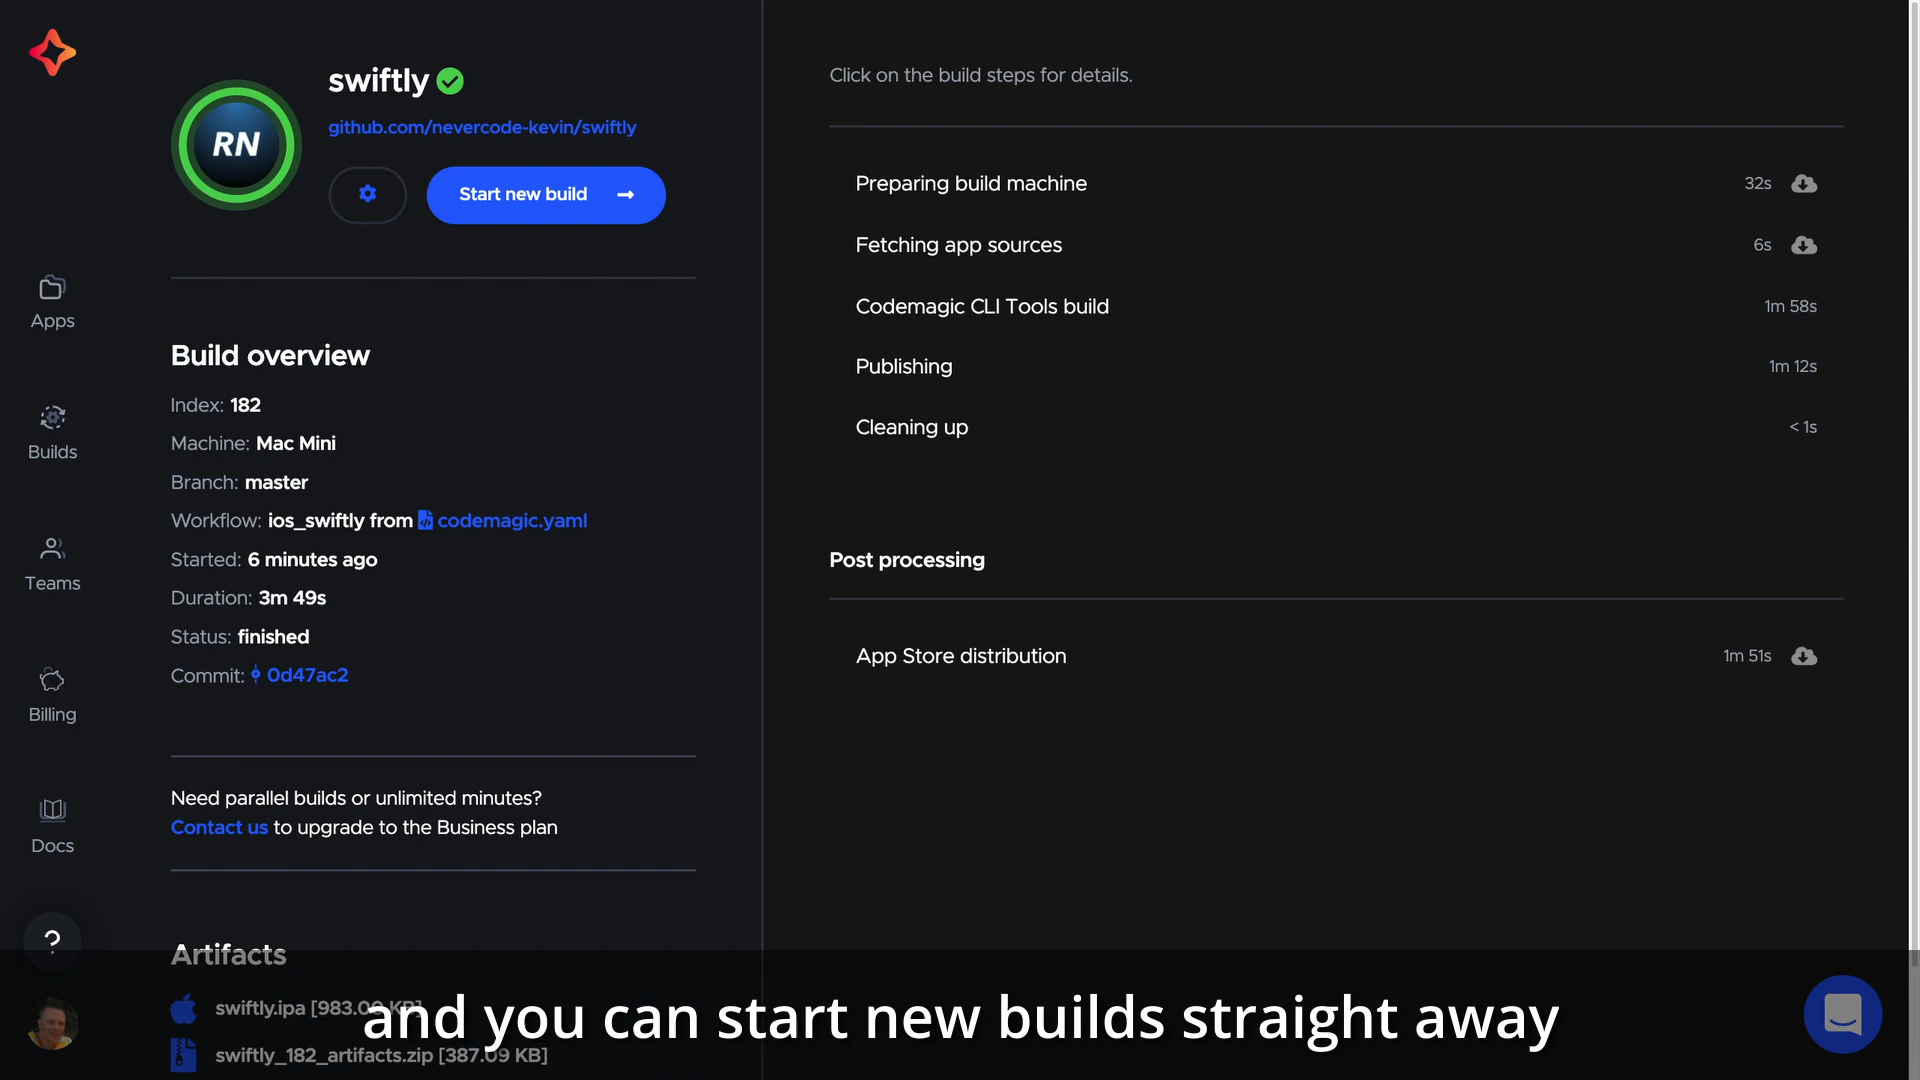 swiftly
RN
github.com/nevercode-kevin/swiftly
Start new build
Apps
Builds
Teams
Billing
Docs
?
Build overview
Index: 182
Machine: Mac Mini
Branch: master
Workflow: ios_swiftly from codemagic.yaml
Started: 6 minutes ago
Duration: 3m 49s
Status: finished
Commit: 0d47ac2
Need parallel builds or unlimited minutes?
Contact us to upgrade to the Business plan
Artifacts
swiftly.ipa [983.09 KB]
swiftly_182_artifacts.zip [387.09 KB]
Click on the build steps for details.
Preparing build machine 32s
Fetching app sources 6s
Codemagic CLI Tools build 1m 58s
Publishing 1m 12s
Cleaning up < 1s
Post processing
App Store distribution 1m 51s
and you can start new builds straight away